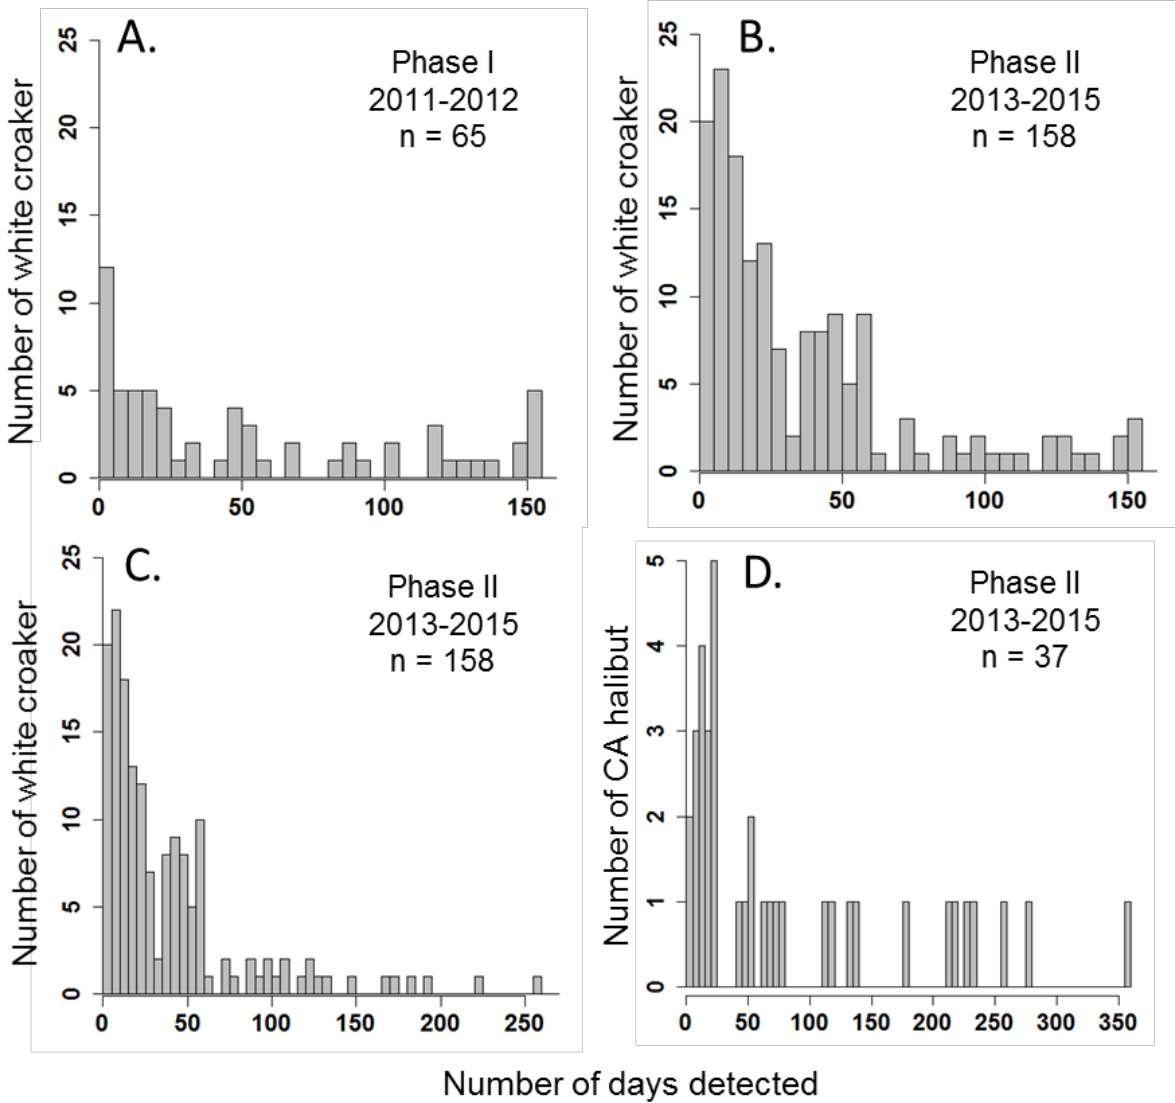 A.
Phase I
2011-2012
n = 65
Number of white croaker
25
20
15
10
5
0
0 50 100 150
B.
Phase II
2013-2015
n = 158
Number of white croaker
25
20
15
10
5
0
0 50 100 150
C.
Phase II
2013-2015
n = 158
Number of white croaker
25
20
15
10
5
0
0 50 100 150 200 250
D.
Phase II
2013-2015
n = 37
Number of CA halibut
5
4
3
2
1
0
0 50 100 150 200 250 300 350
Number of days detected